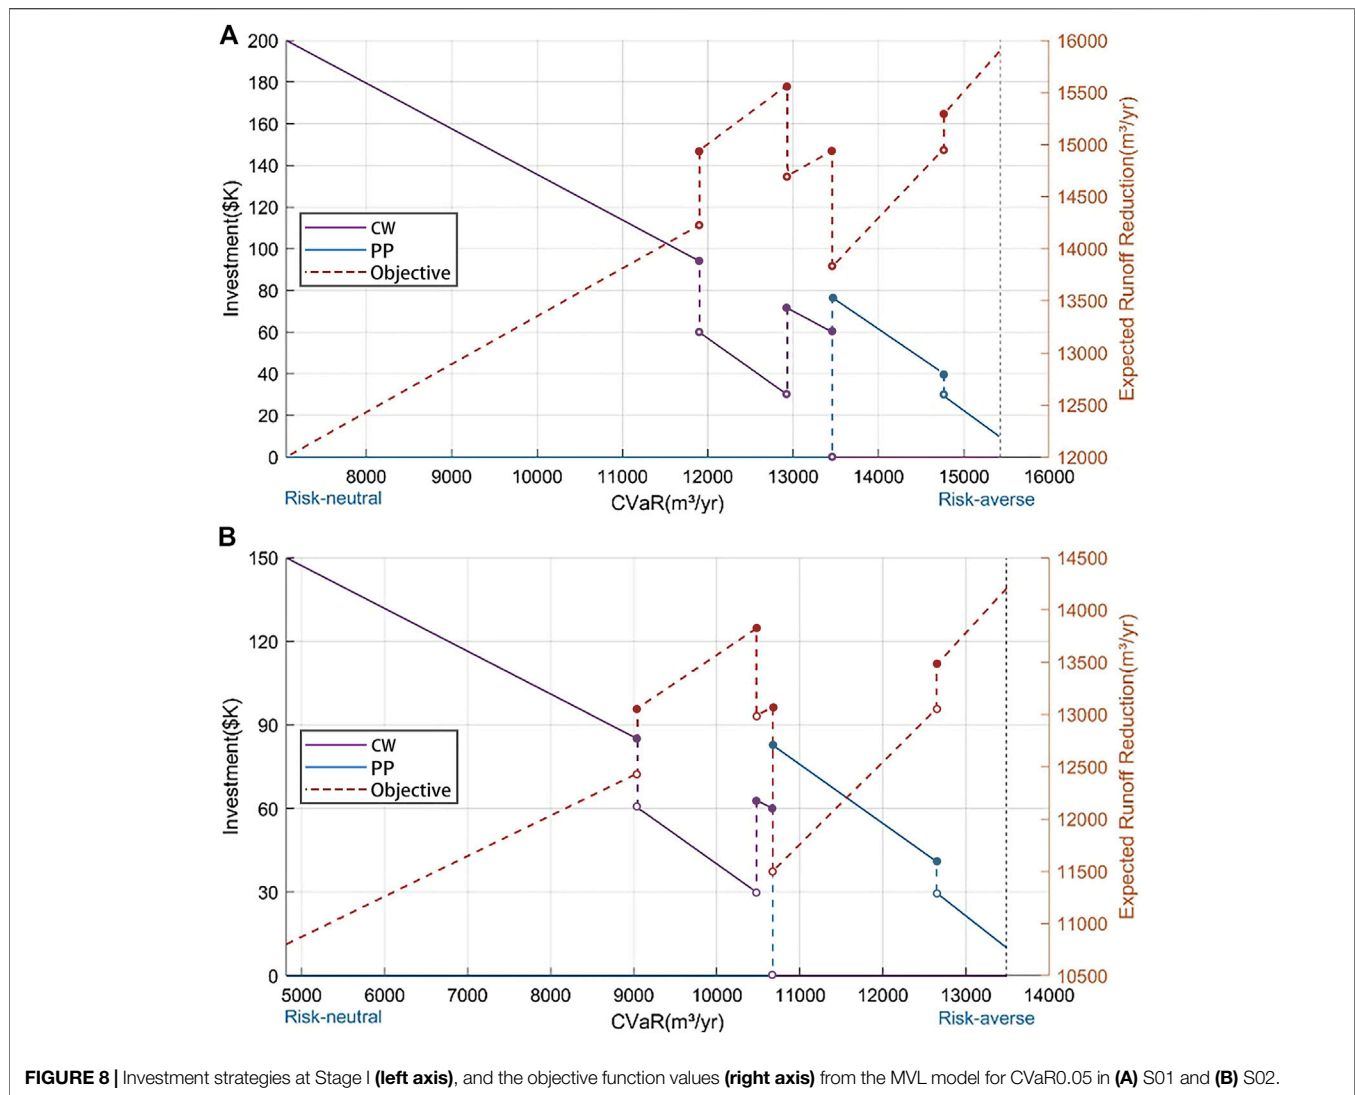 A
200
180
160
140
120
100
80
60
40
20
0
Investment($K)
CW
PP
Objective
16000
15500
15000
14500
14000
13500
13000
12500
12000
Expected Runoff Reduction(m³/yr)
8000 9000 10000 11000 12000 13000 14000 15000 16000
Risk-neutral CVaR(m³/yr) Risk-averse
B
150
120
90
60
30
0
Investment($K)
CW
PP
Objective
14500
14000
13500
13000
12500
12000
11500
11000
10500
Expected Runoff Reduction(m³/yr)
5000 6000 7000 8000 9000 10000 11000 12000 13000 14000
Risk-neutral CVaR(m³/yr) Risk-averse
FIGURE 8 | Investment strategies at Stage I (left axis), and the objective function values (right axis) from the MVL model for CVaR0.05 in (A) S01 and (B) S02.